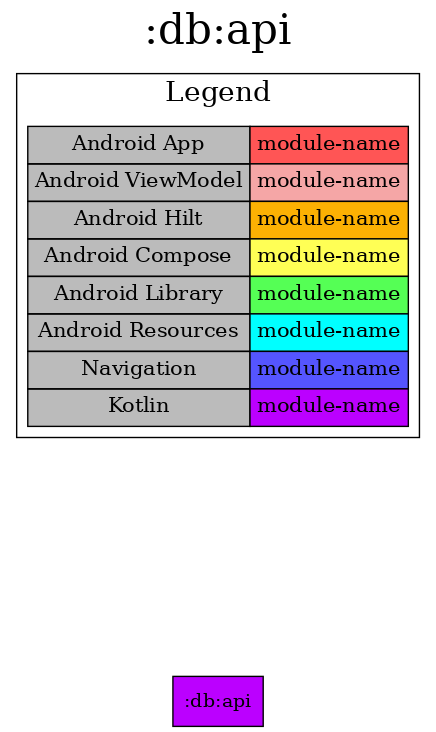 :db:api
Legend
Android App module-name
Android ViewModel module-name
Android Hilt module-name
Android Compose module-name
Android Library module-name
Android Resources module-name
Navigation module-name
Kotlin module-name
:db:api